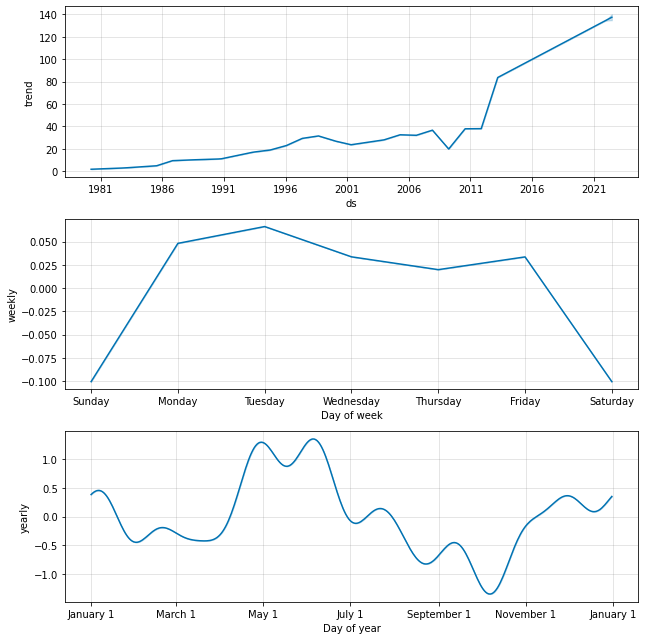 140
120
100
80
60
40
20
0
trend
1981 1986 1991 1996 2001 2006 2011 2016 2021
ds
0.050
0.025
0.000
−0.025
−0.050
−0.075
−0.100
weekly
Sunday Monday Tuesday Wednesday Thursday Friday Saturday
Day of week
1.0
0.5
0.0
−0.5
−1.0
yearly
January 1 March 1 May 1 July 1 September 1 November 1 January 1
Day of year